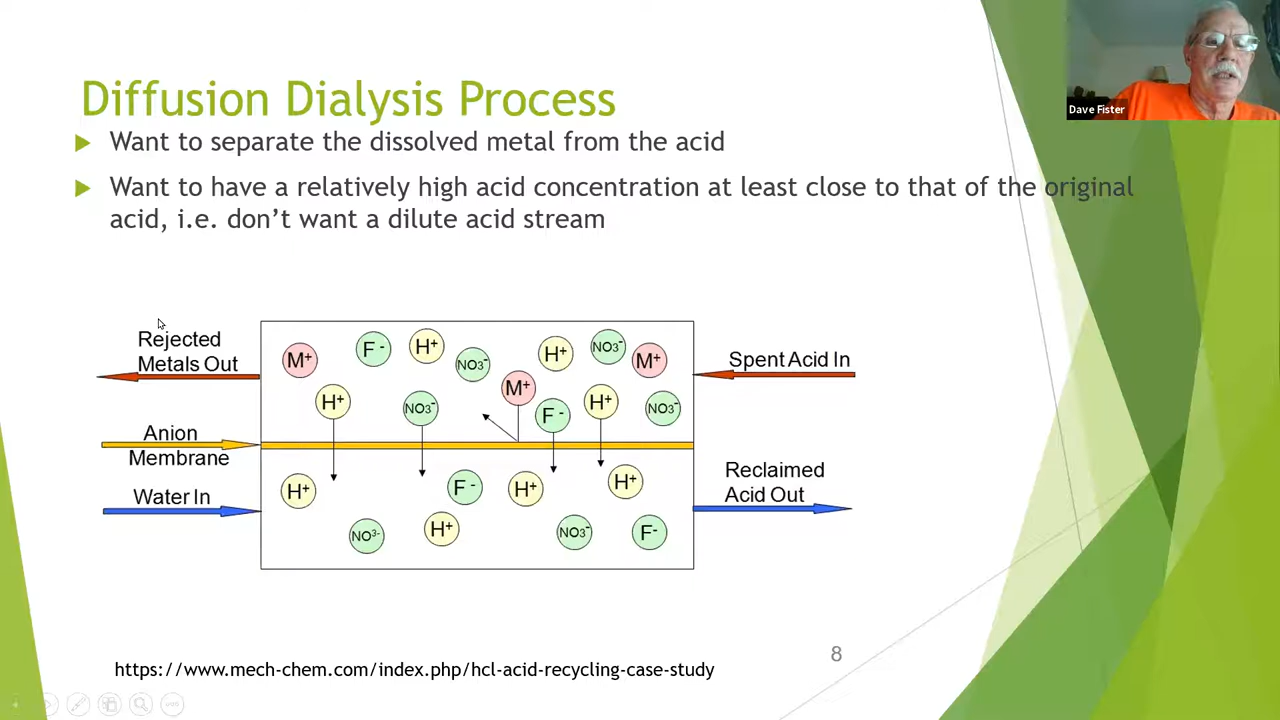 Dave Fister
Diffusion Dialysis Process
Want to separate the dissolved metal from the acid
Want to have a relatively high acid concentration at least close to that of the original
acid, i.e. don't want a dilute acid stream
Rejected
Metals Out
Anion
Membrane
Water In
M⁺ F⁻ H⁺ NO3⁻ H⁺ NO3⁻ M⁺
H⁺ NO3⁻ M⁺ F⁻ H⁺ NO3⁻
H⁺ F⁻ H⁺ H⁺
NO³⁻ H⁺ NO3⁻ F⁻
Spent Acid In
Reclaimed
Acid Out
8
https://www.mech-chem.com/index.php/hcl-acid-recycling-case-study